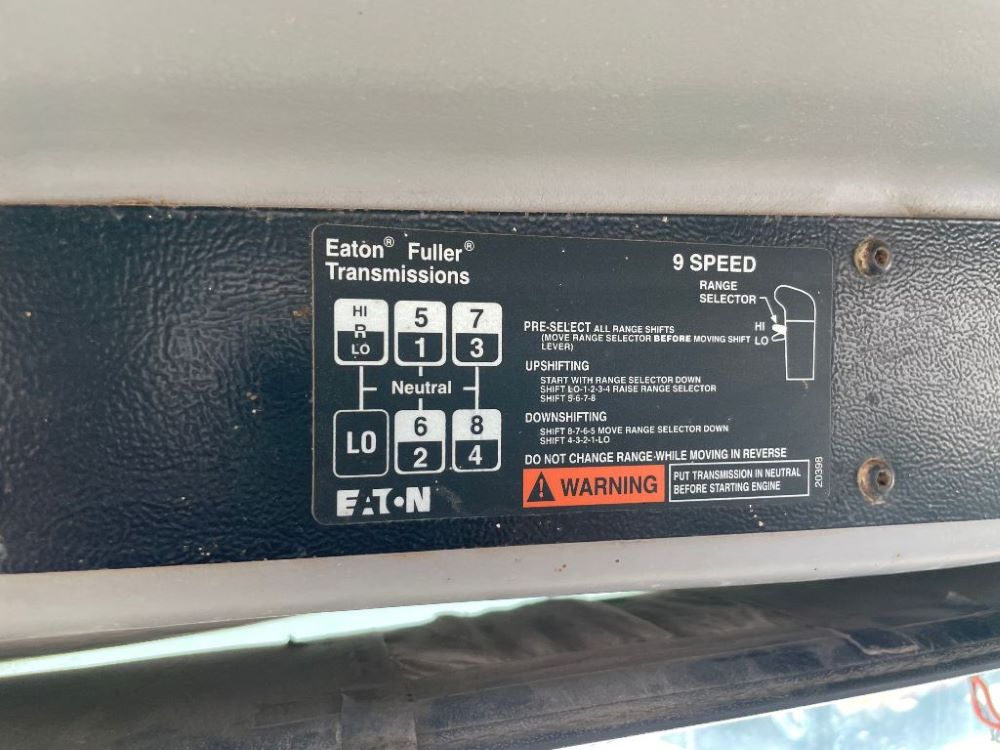 Eaton® Fuller®
Transmissions
9 SPEED
RANGE
SELECTOR
HI
LO
HI
R
LO
5
1
7
3
Neutral
LO
6
2
8
4
EATON
PRE-SELECT ALL RANGE SHIFTS
(MOVE RANGE SELECTOR BEFORE MOVING SHIFT
LEVER)
UPSHIFTING
START WITH RANGE SELECTOR DOWN
SHIFT LO-1-2-3-4 RAISE RANGE SELECTOR
SHIFT 5-6-7-8
DOWNSHIFTING
SHIFT 8-7-6-5 MOVE RANGE SELECTOR DOWN
SHIFT 4-3-2-1-LO
DO NOT CHANGE RANGE WHILE MOVING IN REVERSE
WARNING
PUT TRANSMISSION IN NEUTRAL
BEFORE STARTING ENGINE
20398